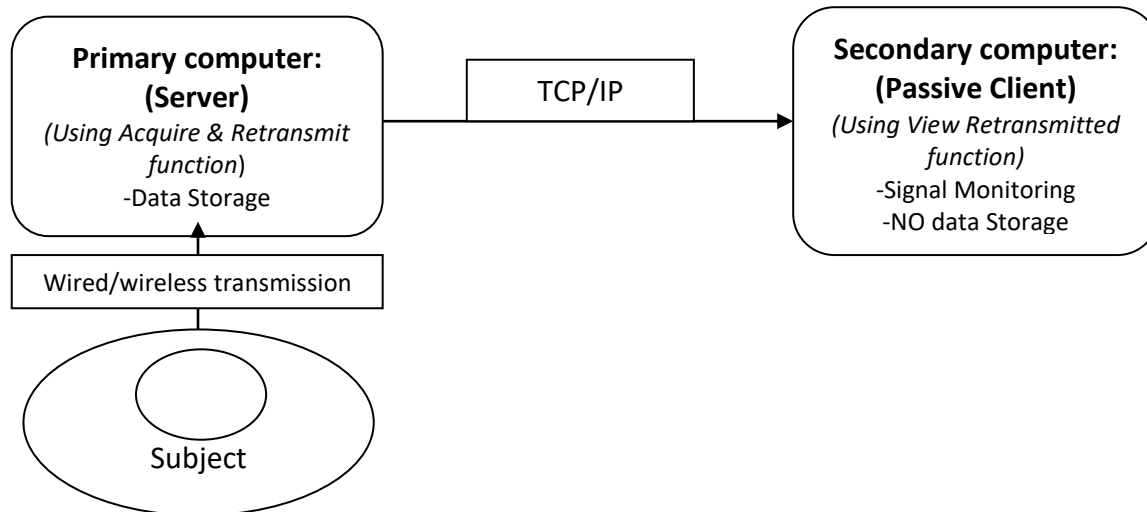 Primary computer:
(Server)
(Using Acquire & Retransmit
function)
-Data Storage
TCP/IP
Secondary computer:
(Passive Client)
(Using View Retransmitted
function)
-Signal Monitoring
-NO data Storage
Wired/wireless transmission
Subject